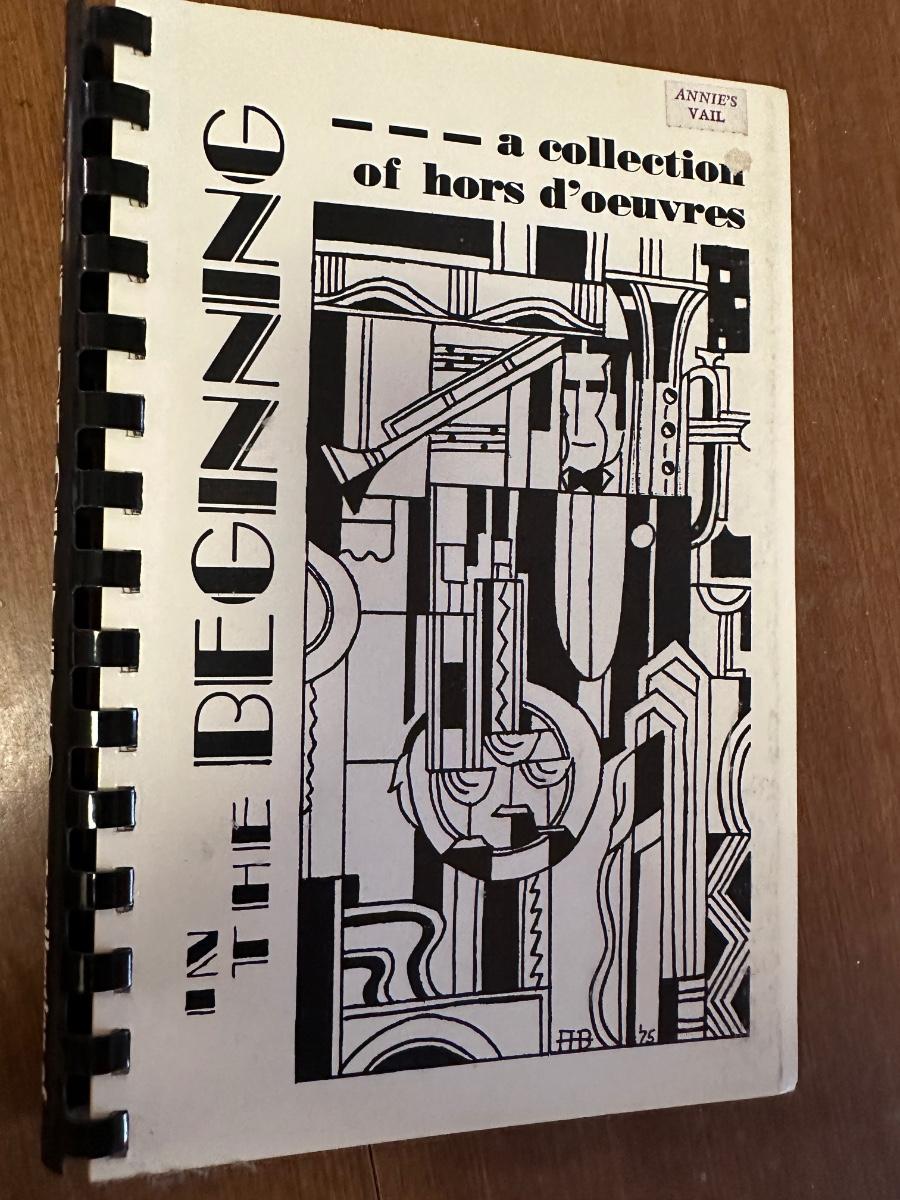 ANNIE'S
VAIL
--- a collection
of hors d'oeuvres
IN
THE
BEGINNING
'75